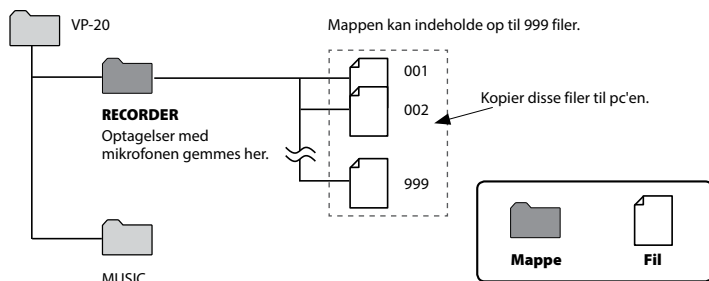 VP-20
Mappen kan indeholde op til 999 filer.
001
002
Kopier disse filer til pc'en.
RECORDER
Optagelser med
mikrofonen gemmes her.
999
Mappe
Fil
MUSIC